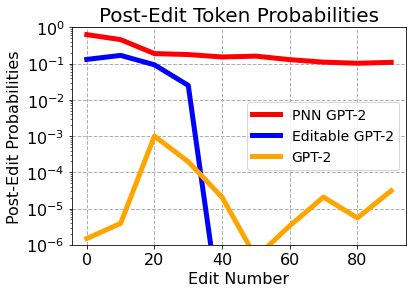 Post-Edit Token Probabilities
Post-Edit Probabilities
10⁰
10⁻¹
10⁻²
10⁻³
10⁻⁴
10⁻⁵
10⁻⁶
PNN GPT-2
Editable GPT-2
GPT-2
0 20 40 60 80
Edit Number